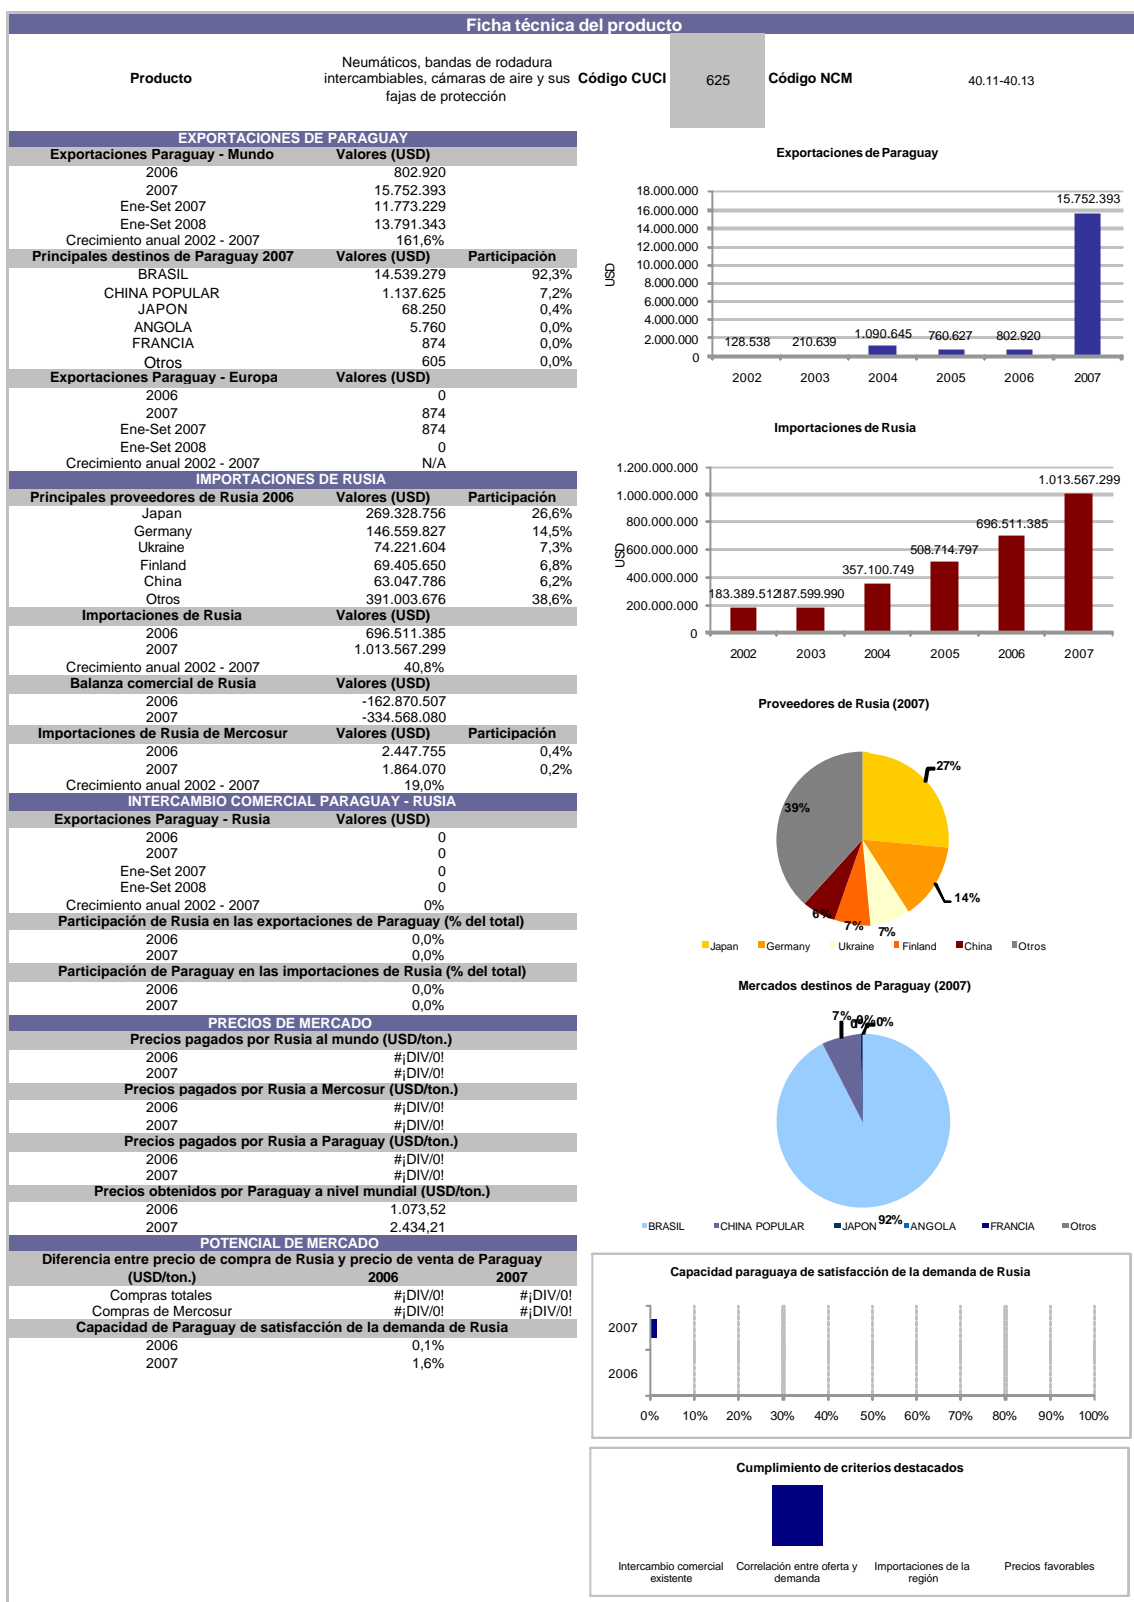 Ficha técnica del producto
Producto
Neumáticos, bandas de rodadura
intercambiables, cámaras de aire y sus
fajas de protección
Código CUCI
625
Código NCM
40.11-40.13
EXPORTACIONES DE PARAGUAY
Exportaciones Paraguay - Mundo Valores (USD)
2006 802.920
2007 15.752.393
Ene-Set 2007 11.773.229
Ene-Set 2008 13.791.343
Crecimiento anual 2002 - 2007 161,6%
Principales destinos de Paraguay 2007 Valores (USD) Participación
BRASIL 14.539.279 92,3%
CHINA POPULAR 1.137.625 7,2%
JAPON 68.250 0,4%
ANGOLA 5.760 0,0%
FRANCIA 874 0,0%
Otros 605 0,0%
Exportaciones Paraguay - Europa Valores (USD)
2006 0
2007 874
Ene-Set 2007 874
Ene-Set 2008 0
Crecimiento anual 2002 - 2007 N/A
IMPORTACIONES DE RUSIA
Principales proveedores de Rusia 2006 Valores (USD) Participación
Japan 269.328.756 26,6%
Germany 146.559.827 14,5%
Ukraine 74.221.604 7,3%
Finland 69.405.650 6,8%
China 63.047.786 6,2%
Otros 391.003.676 38,6%
Importaciones de Rusia Valores (USD)
2006 696.511.385
2007 1.013.567.299
Crecimiento anual 2002 - 2007 40,8%
Balanza comercial de Rusia Valores (USD)
2006 -162.870.507
2007 -334.568.080
Importaciones de Rusia de Mercosur Valores (USD) Participación
2006 2.447.755 0,4%
2007 1.864.070 0,2%
Crecimiento anual 2002 - 2007 19,0%
INTERCAMBIO COMERCIAL PARAGUAY - RUSIA
Exportaciones Paraguay - Rusia Valores (USD)
2006 0
2007 0
Ene-Set 2007 0
Ene-Set 2008 0
Crecimiento anual 2002 - 2007 0%
Participación de Rusia en las exportaciones de Paraguay (% del total)
2006 0,0%
2007 0,0%
Participación de Paraguay en las importaciones de Rusia (% del total)
2006 0,0%
2007 0,0%
PRECIOS DE MERCADO
Precios pagados por Rusia al mundo (USD/ton.)
2006 #¡DIV/0!
2007 #¡DIV/0!
Precios pagados por Rusia a Mercosur (USD/ton.)
2006 #¡DIV/0!
2007 #¡DIV/0!
Precios pagados por Rusia a Paraguay (USD/ton.)
2006 #¡DIV/0!
2007 #¡DIV/0!
Precios obtenidos por Paraguay a nivel mundial (USD/ton.)
2006 1.073,52
2007 2.434,21
POTENCIAL DE MERCADO
Diferencia entre precio de compra de Rusia y precio de venta de Paraguay
(USD/ton.) 2006 2007
Compras totales #¡DIV/0! #¡DIV/0!
Compras de Mercosur #¡DIV/0! #¡DIV/0!
Capacidad de Paraguay de satisfacción de la demanda de Rusia
2006 0,1%
2007 1,6%
Exportaciones de Paraguay
18.000.000
16.000.000
14.000.000
12.000.000
10.000.000
8.000.000
6.000.000
4.000.000
2.000.000
0
USD
128.538 210.639 1.090.645 760.627 802.920 15.752.393
2002 2003 2004 2005 2006 2007
Importaciones de Rusia
1.200.000.000
1.000.000.000
800.000.000
600.000.000
400.000.000
200.000.000
0
USD
183.389.512 187.599.990 357.100.749 508.714.797 696.511.385 1.013.567.299
2002 2003 2004 2005 2006 2007
Proveedores de Rusia (2007)
27%
39%
14%
6%
7%
7%
Japan Germany Ukraine Finland China Otros
Mercados destinos de Paraguay (2007)
7% 0% 0% 0%
92%
BRASIL CHINA POPULAR JAPON ANGOLA FRANCIA Otros
Capacidad paraguaya de satisfacción de la demanda de Rusia
2007
2006
0% 10% 20% 30% 40% 50% 60% 70% 80% 90% 100%
Cumplimiento de criterios destacados
Intercambio comercial
existente
Correlación entre oferta y
demanda
Importaciones de la
región
Precios favorables